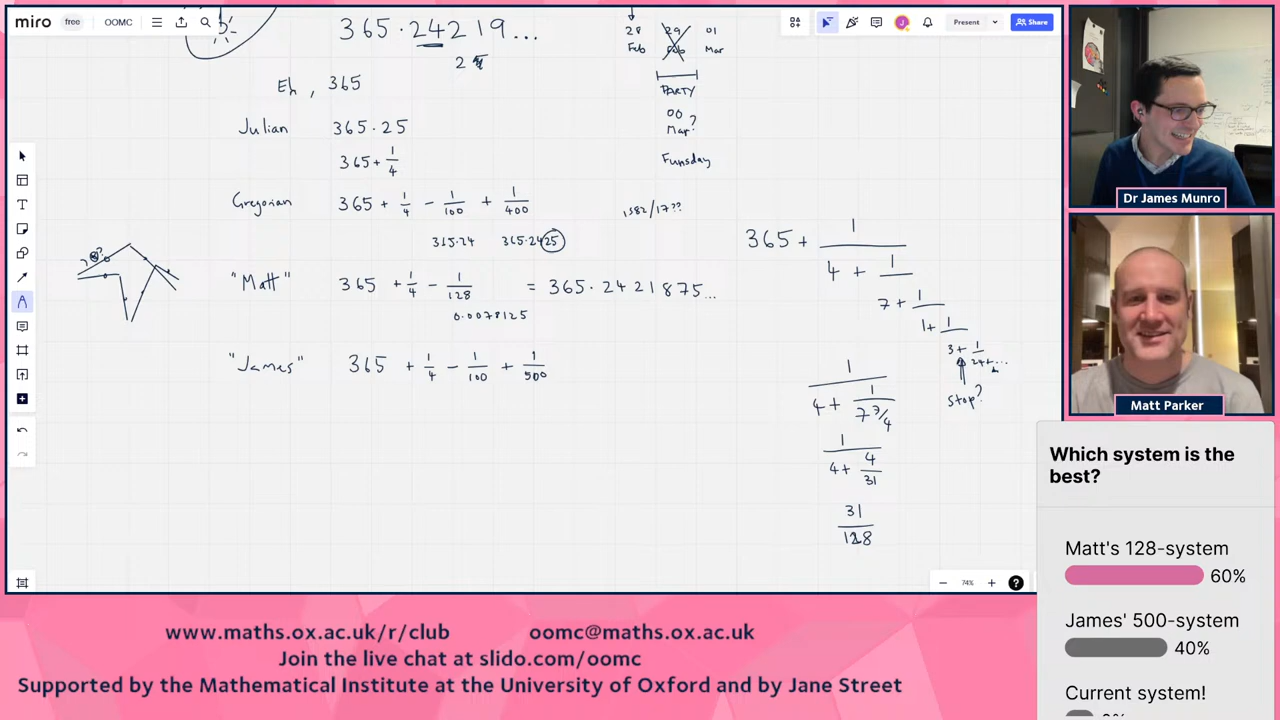 miro free OOMC
Present Share
365.24219...
24
Eh, 365
Julian 365.25
365 + 1/4
Gregorian 365 + 1/4 - 1/100 + 1/400
365.24 365.2425
"Matt" 365 + 1/4 - 1/128 = 365.2421875...
0.0078125
"James" 365 + 1/4 - 1/100 + 1/500
28 Feb 29 Feb 01 Mar
PARTY
00 Mar?
Funsday
1582/17??
365 + 1/(4 + 1/(7 + 1/(1 + 1/(3 + 1/(24+...
stop?
1/(4 + 1/(7 3/4
1/(4 + 4/31
31/128
74%
Dr James Munro
Matt Parker
Which system is the best?
Matt's 128-system
60%
James' 500-system
40%
Current system!
www.maths.ox.ac.uk/r/club oomc@maths.ox.ac.uk
Join the live chat at slido.com/oomc
Supported by the Mathematical Institute at the University of Oxford and by Jane Street